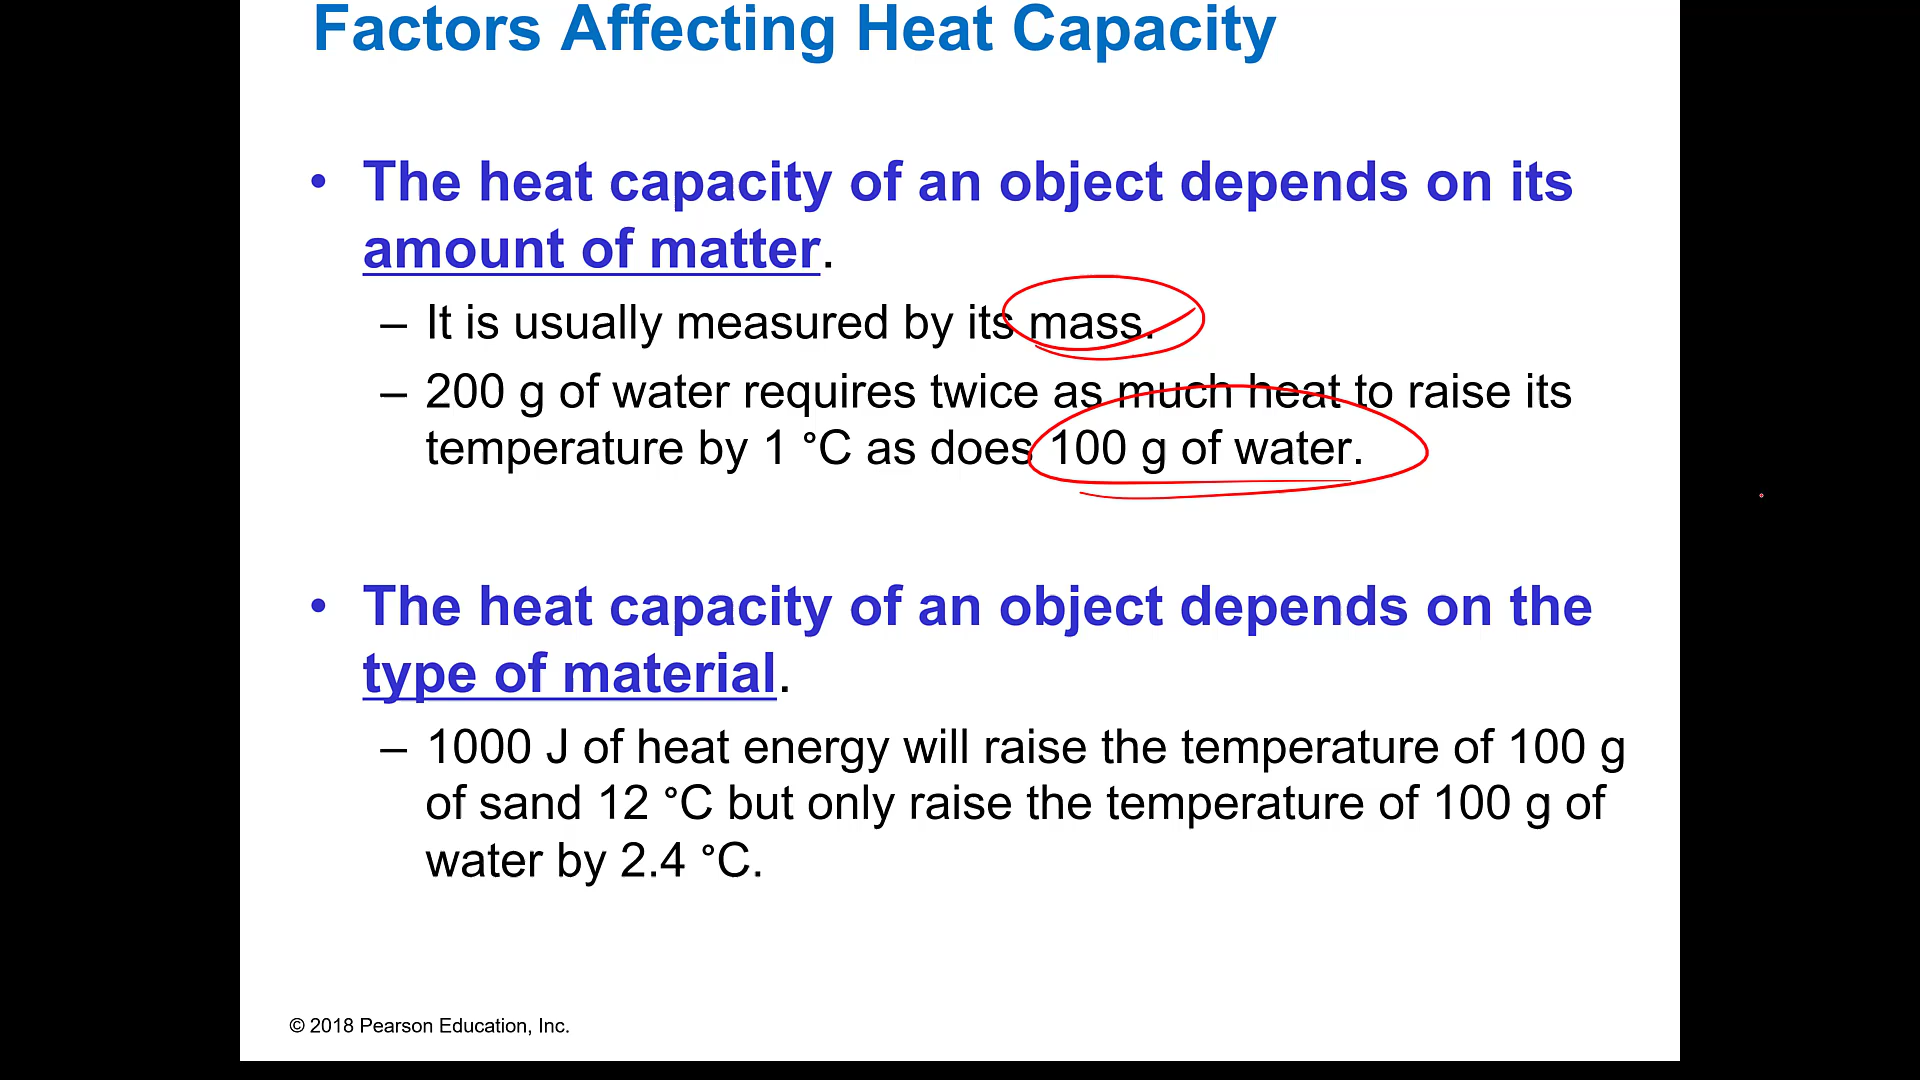 Factors Affecting Heat Capacity
• The heat capacity of an object depends on its
amount of matter.
– It is usually measured by its mass.
– 200 g of water requires twice as much heat to raise its
temperature by 1 °C as does 100 g of water.
• The heat capacity of an object depends on the
type of material.
– 1000 J of heat energy will raise the temperature of 100 g
of sand 12 °C but only raise the temperature of 100 g of
water by 2.4 °C.
© 2018 Pearson Education, Inc.